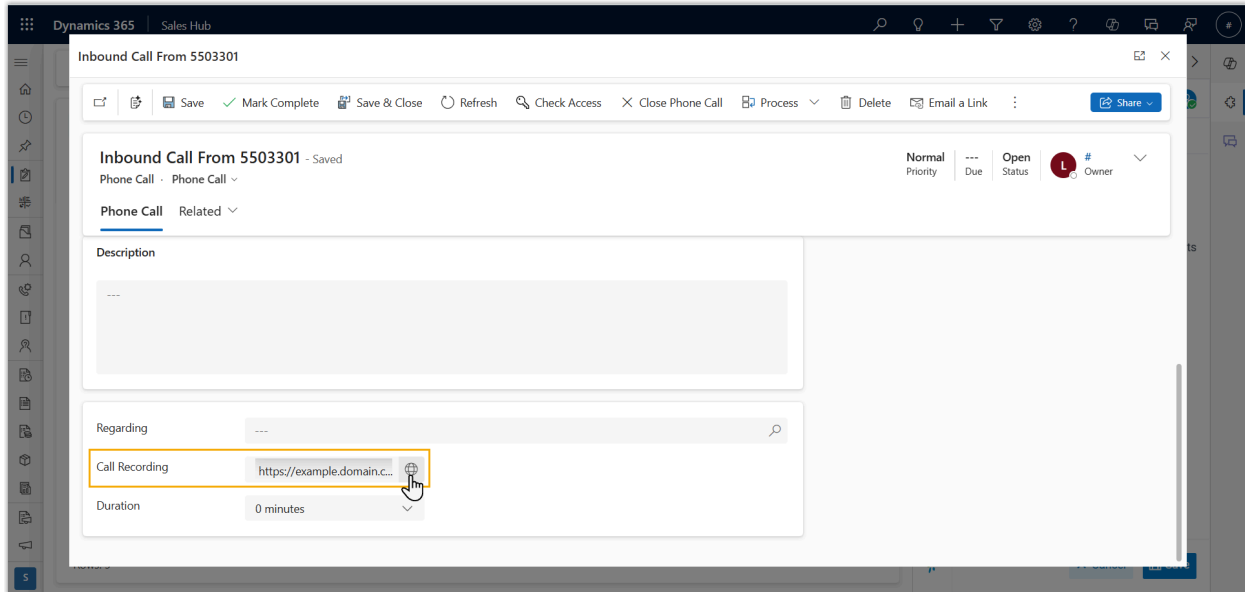 Dynamics 365 Sales Hub #
Inbound Call From 5503301
Save Mark Complete Save & Close Refresh Check Access Close Phone Call Process Delete Email a Link Share
Inbound Call From 5503301 - Saved
Phone Call · Phone Call
Normal --- Open L #
Priority Due Status Owner
Phone Call Related
Description
---
Regarding ---
Call Recording https://example.domain.c...
Duration 0 minutes
S